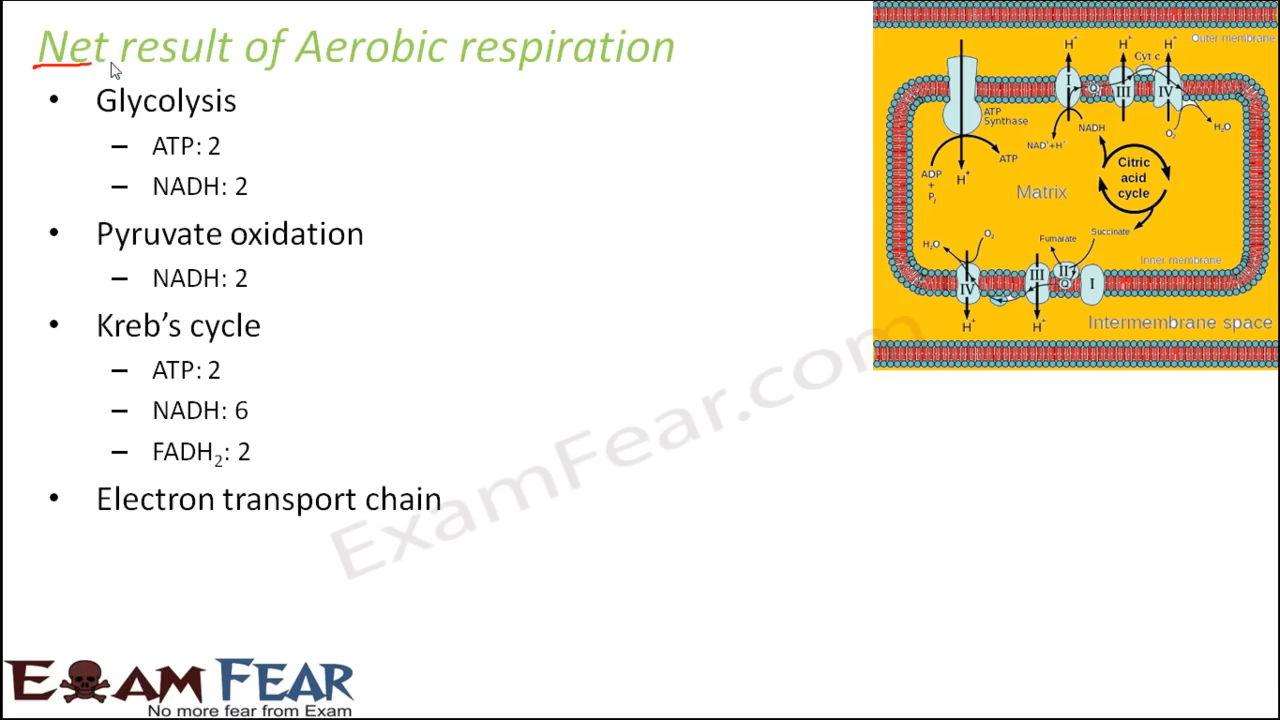 Net result of Aerobic respiration
• Glycolysis
– ATP: 2
– NADH: 2
• Pyruvate oxidation
– NADH: 2
• Kreb's cycle
– ATP: 2
– NADH: 6
– FADH₂: 2
• Electron transport chain
Outer membrane
H⁺ H⁺ H⁺
Cyt c
I Q III IV
ATP
Synthase
NADH
H₂O
O₂
NAD⁺+H⁺
ATP
Citric
acid
cycle
ADP
+
Pᵢ
H⁺
Matrix
Succinate
Fumarate
O₂
H₂O
Inner membrane
IV III II Q I
H⁺ H⁺
Intermembrane space
ExamFear.com
EXAM FEAR
No more fear from Exam